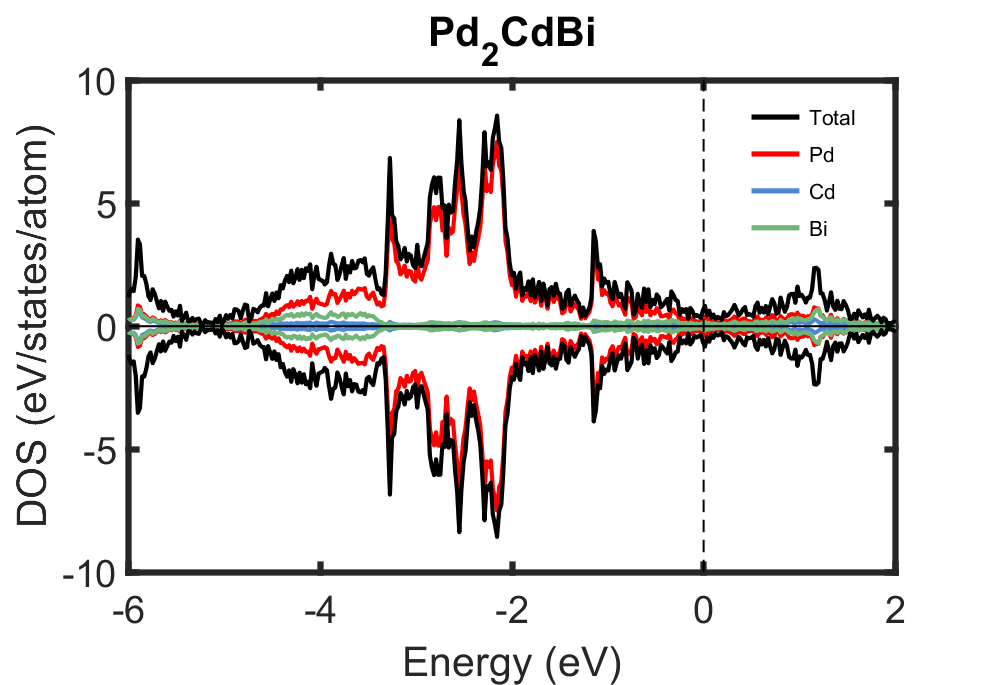 Pd₂CdBi
10
5
0
-5
-10
DOS (eV/states/atom)
Total
Pd
Cd
Bi
-6
-4
-2
0
2
Energy (eV)